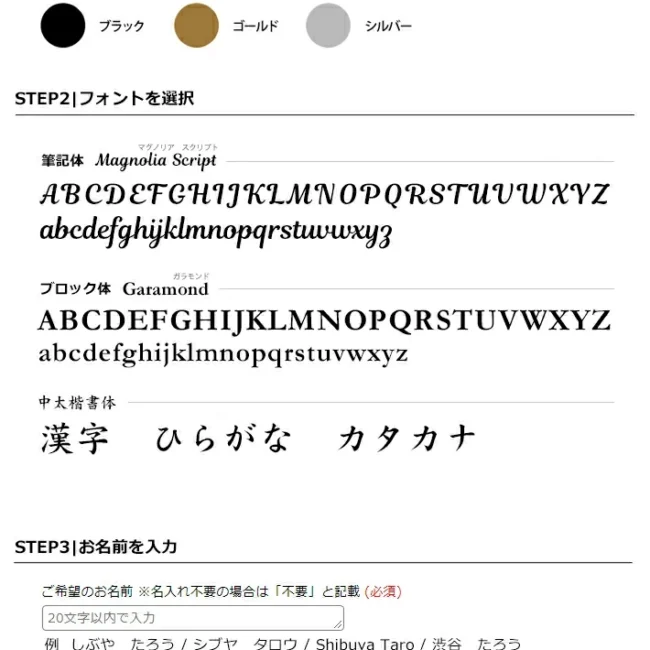 ブラック ゴールド シルバー
STEP2|フォントを選択
マグノリア スクリプト
筆記体 Magnolia Script
ABCDEFGHIJKLMNOPQRSTUVWXYZ
abcdefghijklmnopqrstuvwxyz
ガラモンド
ブロック体 Garamond
ABCDEFGHIJKLMNOPQRSTUVWXYZ
abcdefghijklmnopqrstuvwxyz
中太楷書体
漢字 ひらがな カタカナ
STEP3|お名前を入力
ご希望のお名前 ※名入れ不要の場合は「不要」と記載 (必須)
20文字以内で入力
例 しぶや たろう / シブヤ タロウ / Shibuya Taro / 渋谷 たろう